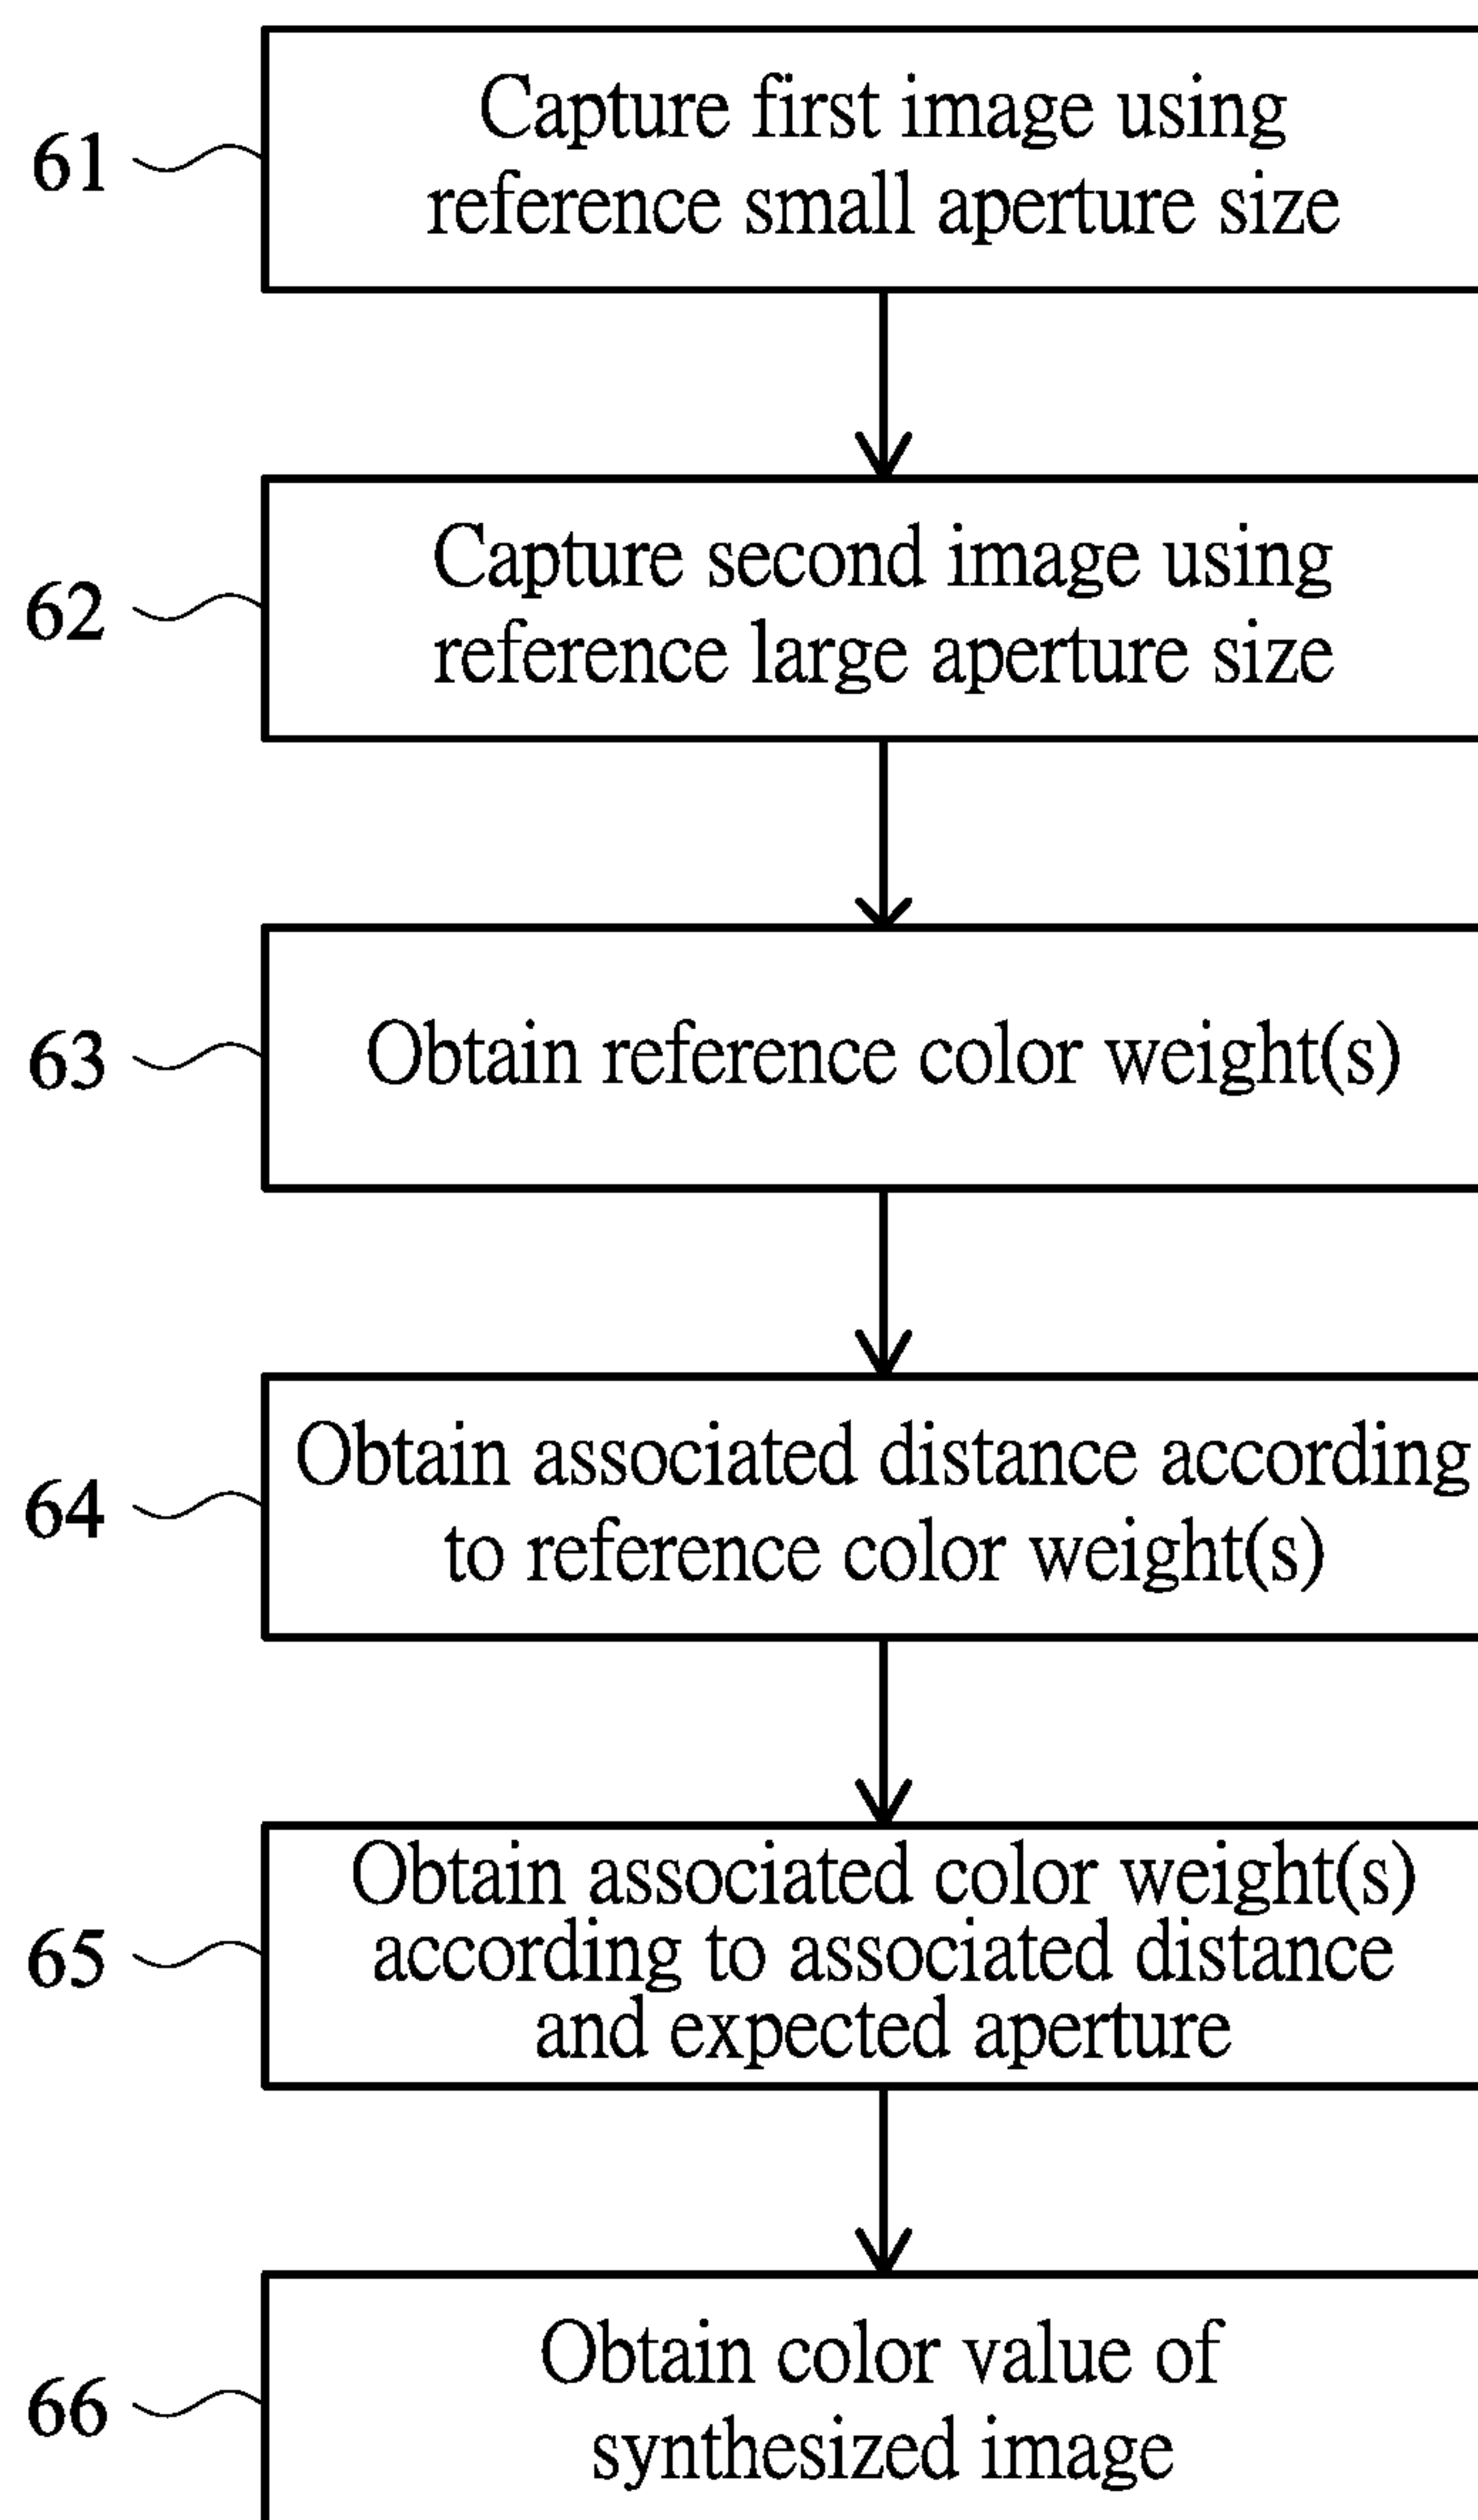 61
Capture first image using
reference small aperture size
62
Capture second image using
reference large aperture size
63
Obtain reference color weight(s)
64
Obtain associated distance according
to reference color weight(s)
65
Obtain associated color weight(s)
according to associated distance
and expected aperture
66
Obtain color value of
synthesized image